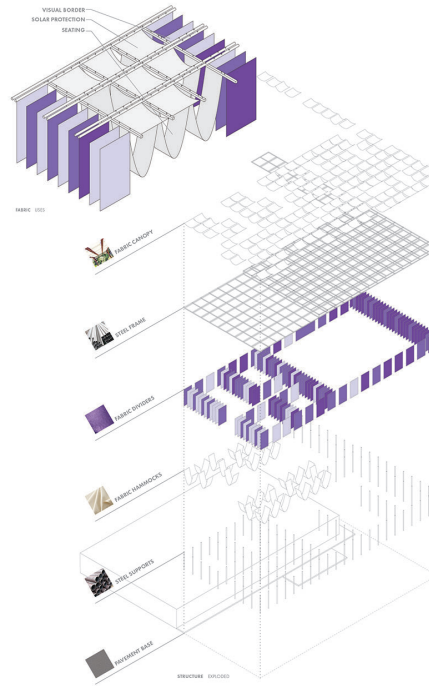 VISUAL BORDER
SOLAR PROTECTION
SEATING
FABRIC USES
FABRIC CANOPY
STEEL FRAME
FABRIC DIVIDERS
FABRIC HAMMOCKS
STEEL SUPPORTS
PAVEMENT BASE
STRUCTURE EXPLODED